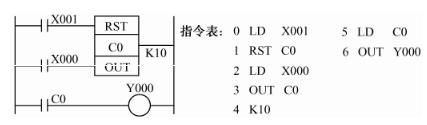 X001
RST
C0
K10
X000
OUT
C0
Y000
指令表: 0 LD X001
1 RST C0
2 LD X000
3 OUT C0
4 K10
5 LD C0
6 OUT Y000